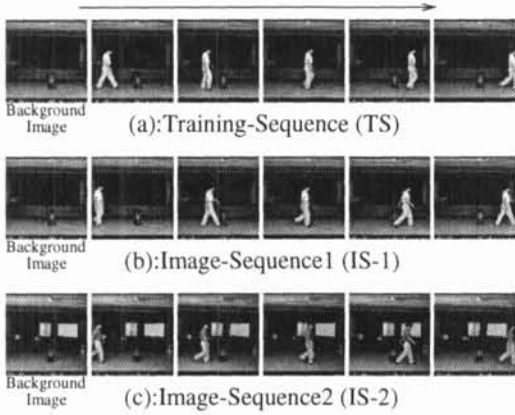 Background
Image
(a):Training-Sequence (TS)
Background
Image
(b):Image-Sequence1 (IS-1)
Background
Image
(c):Image-Sequence2 (IS-2)